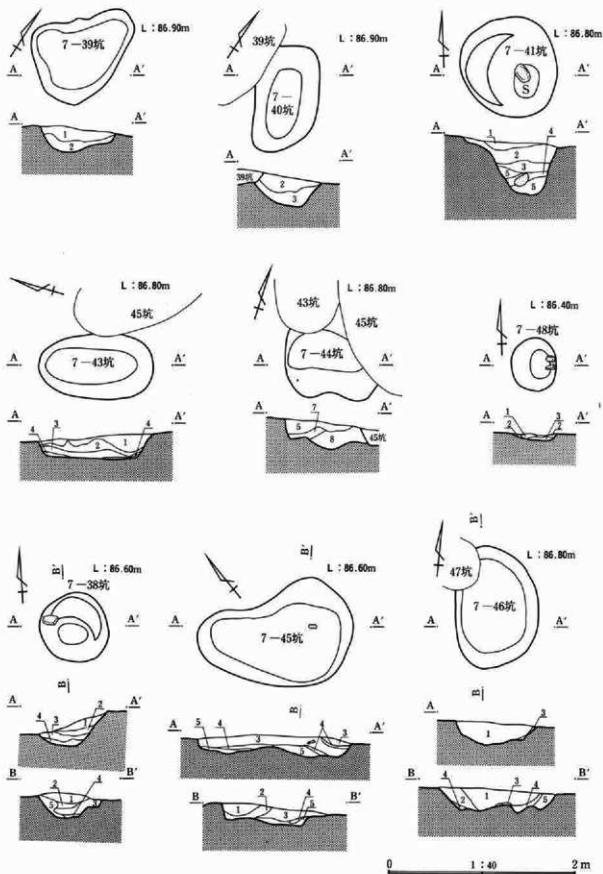 L:86.90m
7-39坑
A A'
A A'
1
2
39坑
L:86.90m
7-40坑
A A'
A A'
39坑
2
3
L:86.80m
7-41坑
A A'
S
A A'
1
2
3
4
5
5
L:86.80m
45坑
A A'
7-43坑
A A'
4
3
2
1
4
43坑
L:86.80m
45坑
A A'
7-44坑
A A'
5
7
8
45坑
L:86.40m
7-48坑
A A'
A A'
1
2
3
2
B'
L:86.60m
7-38坑
A A'
B
A A'
4
3
1
2
B B'
5
2
1
4
3
B'
L:86.60m
A A'
7-45坑
B
A A'
5
4
3
5
4
3
B B'
1
2
3
4
5
B'
47坑
L:86.80m
7-46坑
A A'
B
A A'
1
3
B B'
4
2
1
3
4
5
0 1:40 2m